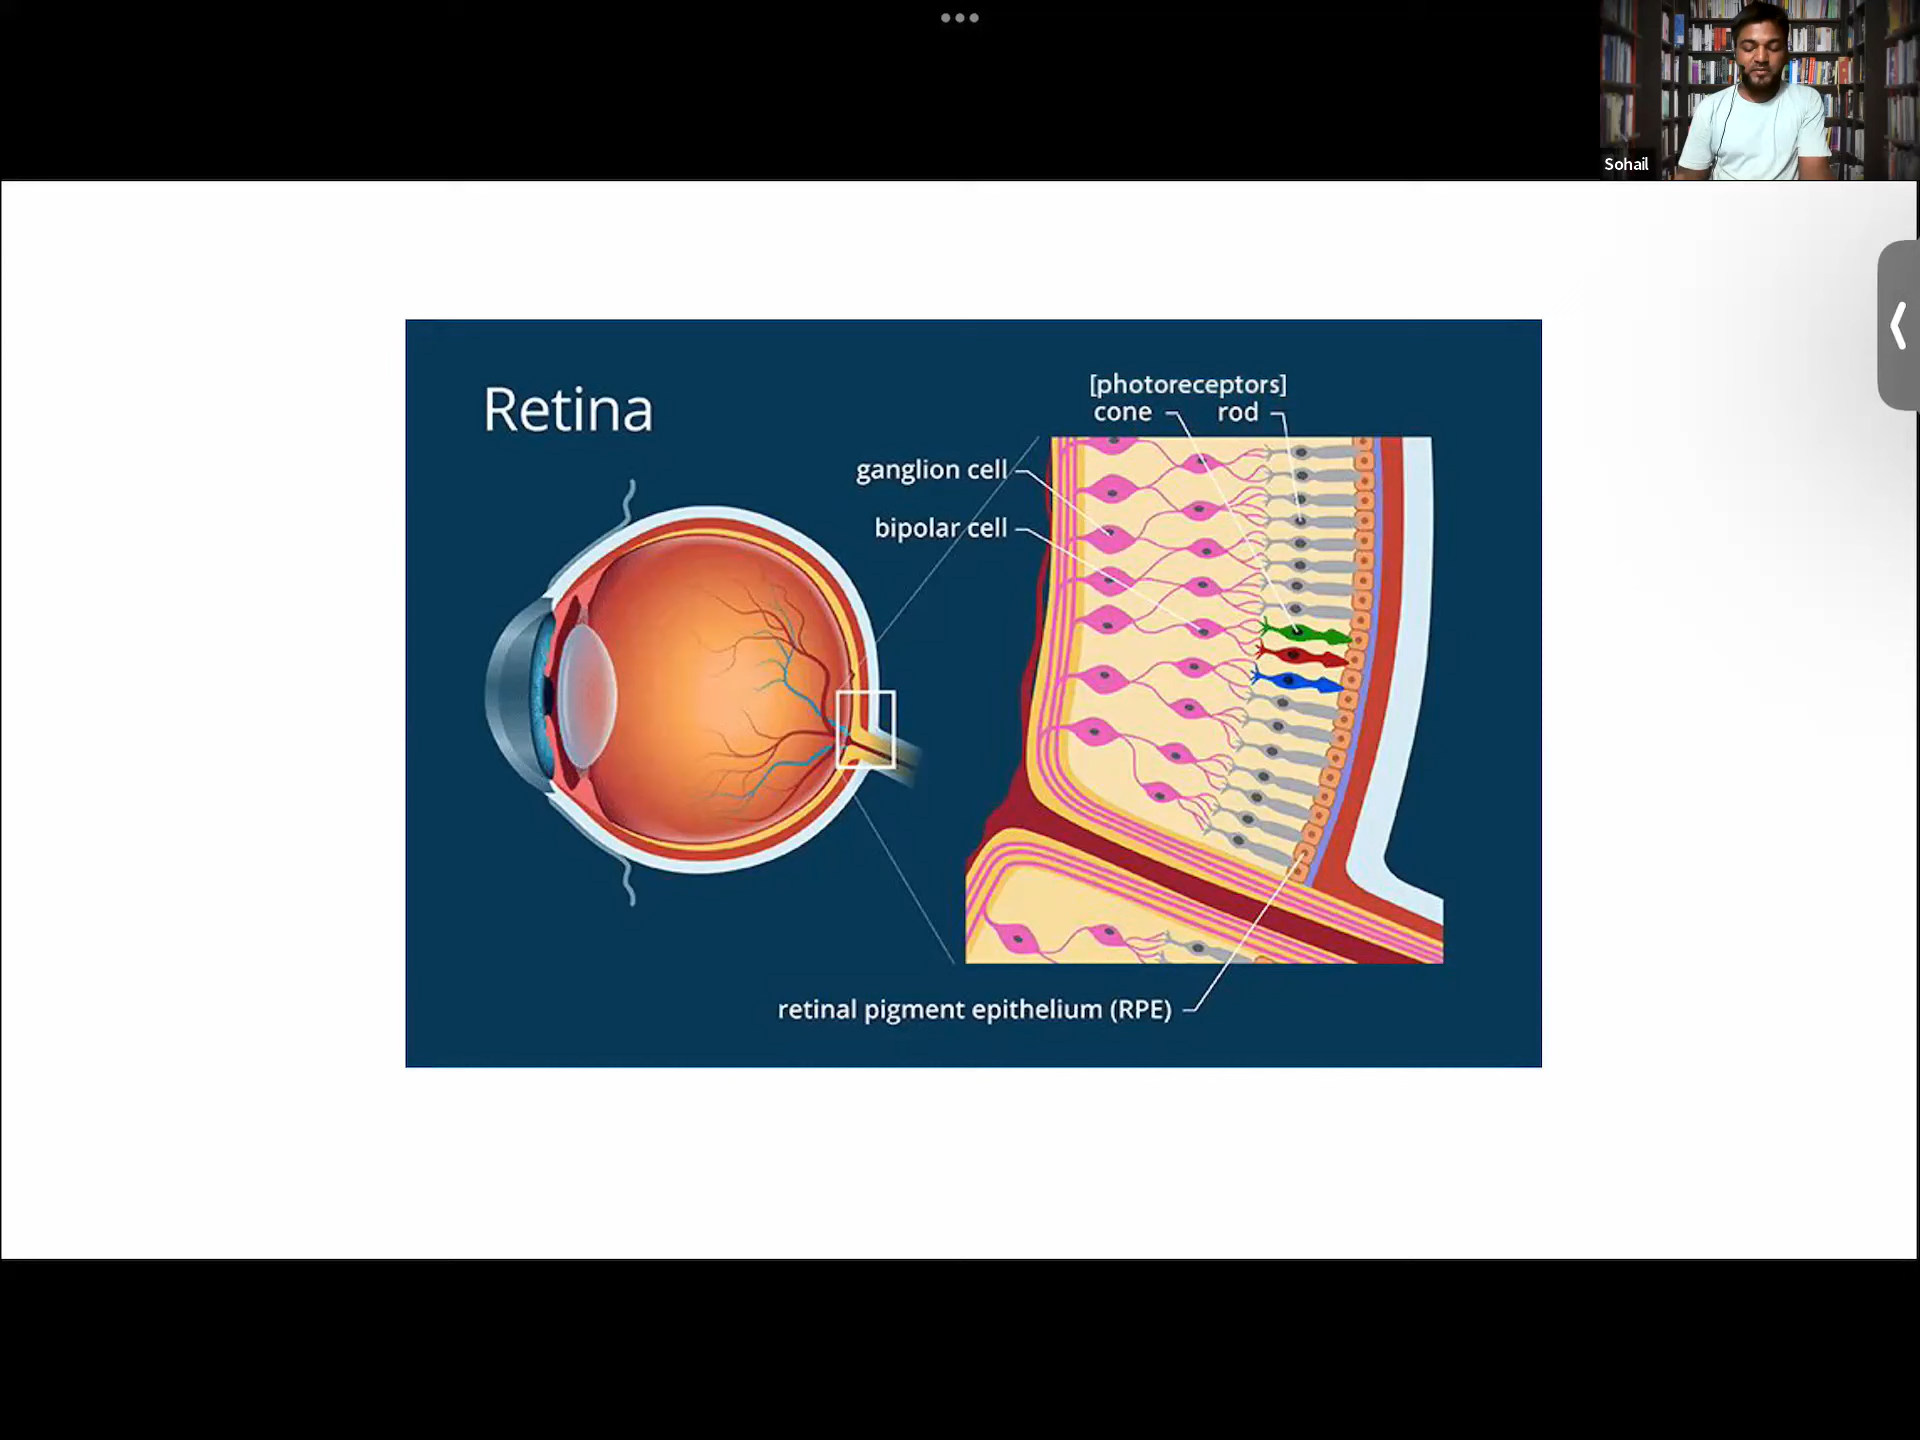 Sohail
Retina
[photoreceptors]
cone rod
ganglion cell
bipolar cell
retinal pigment epithelium (RPE)